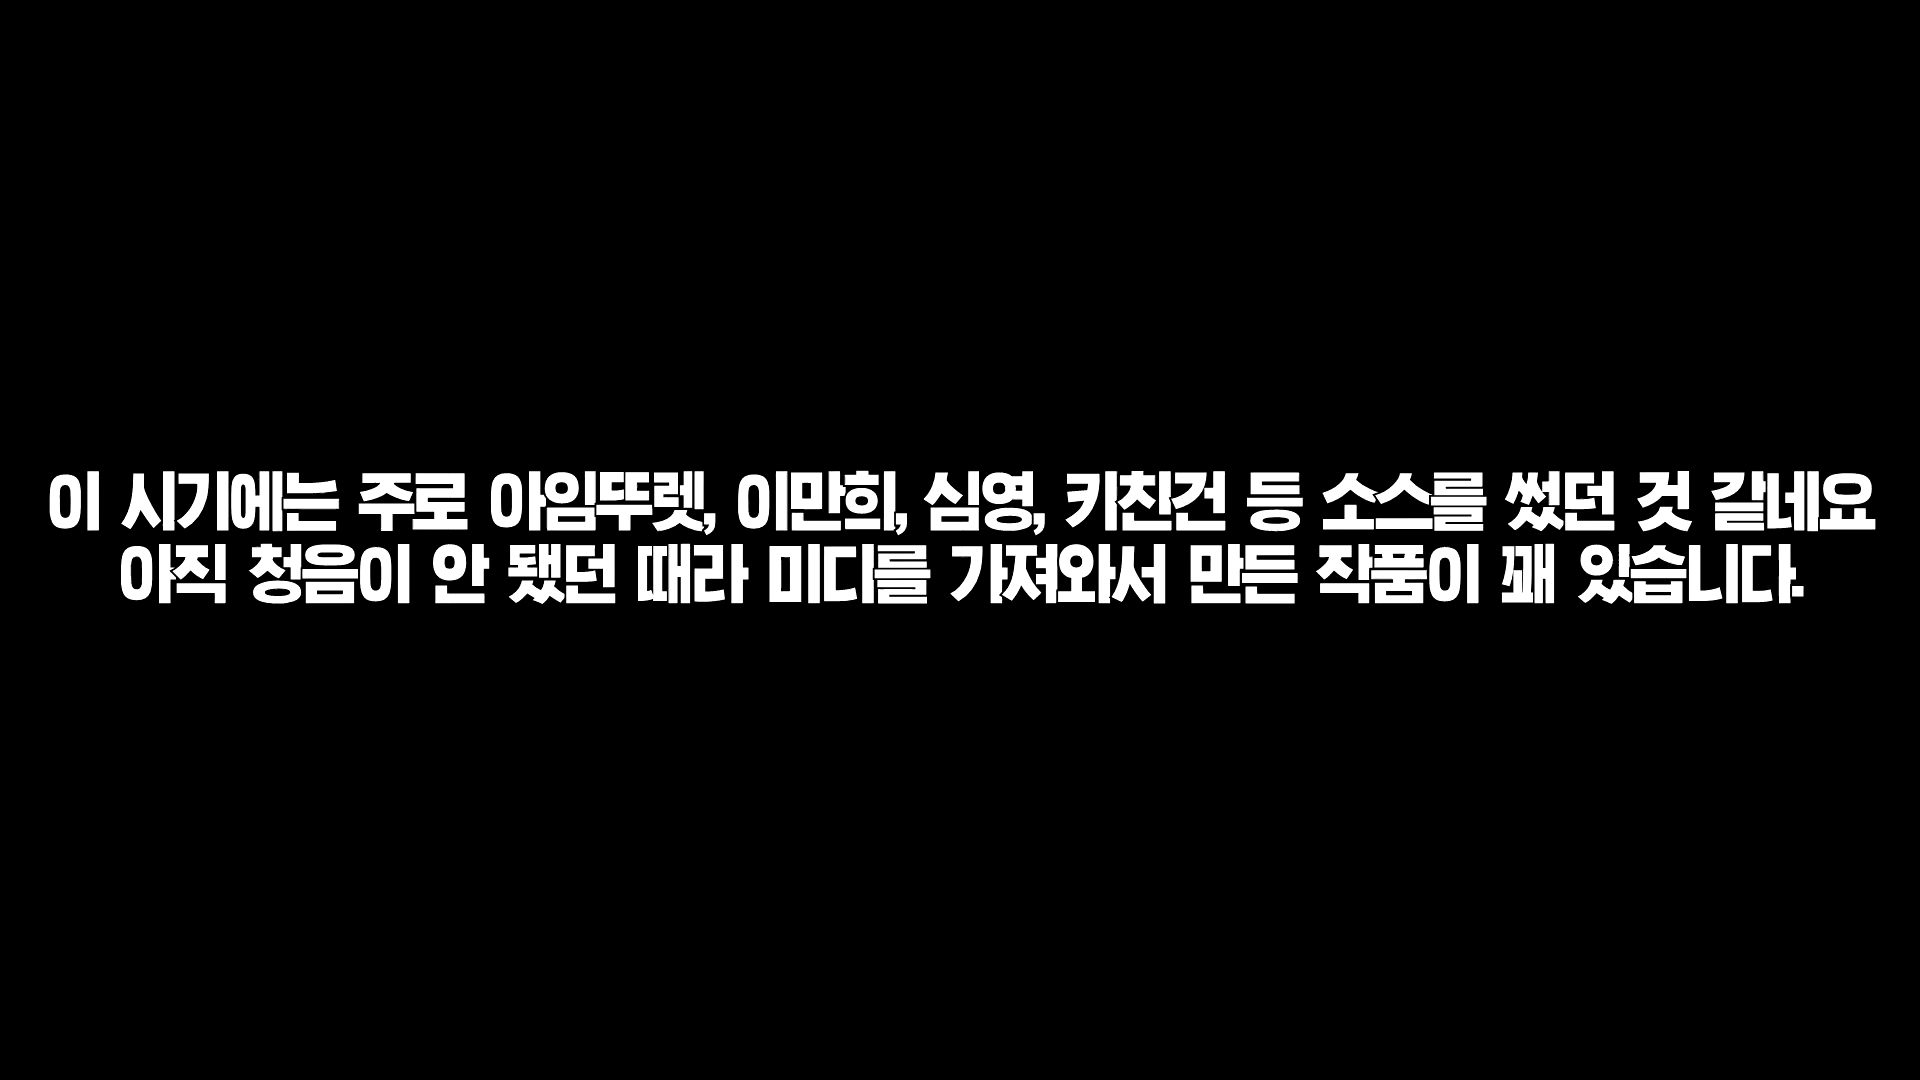 이 시기에는 주로 아임뚜렛, 이만희, 심영, 키친건 등 소스를 썼던 것 같네요
아직 청음이 안 됐던 때라 미디를 가져와서 만든 작품이 꽤 있습니다.